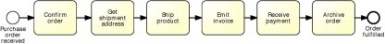 Purchase
order
received
Confirm
order
Get
shipment
address
Ship
product
Emit
invoice
Receive
payment
Archive
order
Order
fulfilled